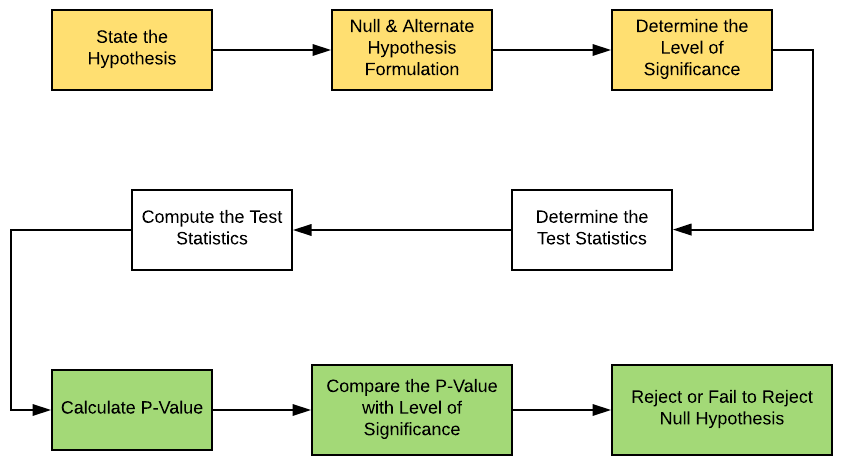 State the
Hypothesis
Null & Alternate
Hypothesis
Formulation
Determine the
Level of
Significance
Determine the
Test Statistics
Compute the Test
Statistics
Calculate P-Value
Compare the P-Value
with Level of
Significance
Reject or Fail to Reject
Null Hypothesis